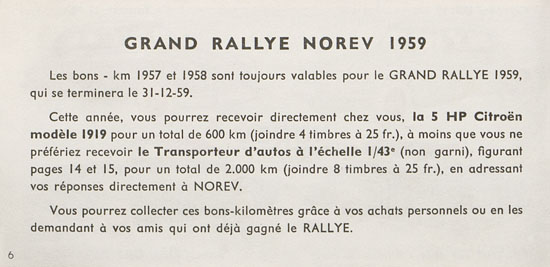 GRAND RALLYE NOREV 1959
Les bons - km 1957 et 1958 sont toujours valables pour le GRAND RALLYE 1959,
qui se terminera le 31-12-59.
Cette année, vous pourrez recevoir directement chez vous, la 5 HP Citroën
modèle 1919 pour un total de 600 km (joindre 4 timbres à 25 fr.), à moins que vous ne
préfériez recevoir le Transporteur d'autos à l'échelle 1/43e (non garni), figurant
pages 14 et 15, pour un total de 2.000 km (joindre 8 timbres à 25 fr.), en adressant
vos réponses directement à NOREV.
Vous pourrez collecter ces bons-kilomètres grâce à vos achats personnels ou en les
demandant à vos amis qui ont déjà gagné le RALLYE.
6